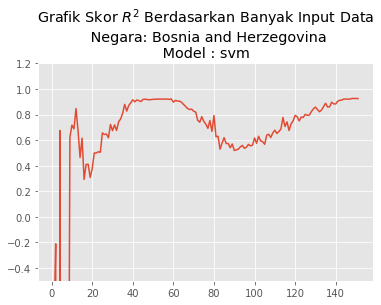 Grafik Skor R² Berdasarkan Banyak Input Data
Negara: Bosnia and Herzegovina
Model : svm
1.2
1.0
0.8
0.6
0.4
0.2
0.0
−0.2
−0.4
0 20 40 60 80 100 120 140